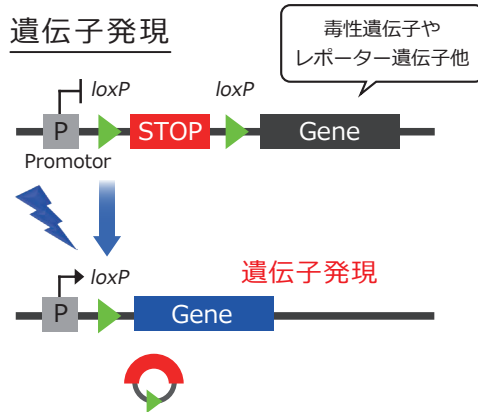 遺伝子発現
毒性遺伝子や
レポーター遺伝子他
loxP
loxP
P
STOP
Gene
Promotor
loxP
遺伝子発現
P
Gene